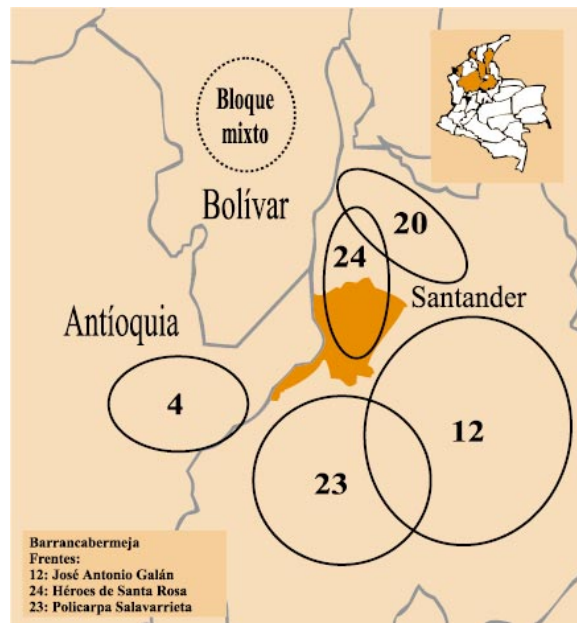 Bloque
mixto
Bolívar
20
24
Santander
Antíoquia
4
12
23
Barrancabermeja
Frentes:
12: José Antonio Galán
24: Héroes de Santa Rosa
23: Policarpa Salavarrieta